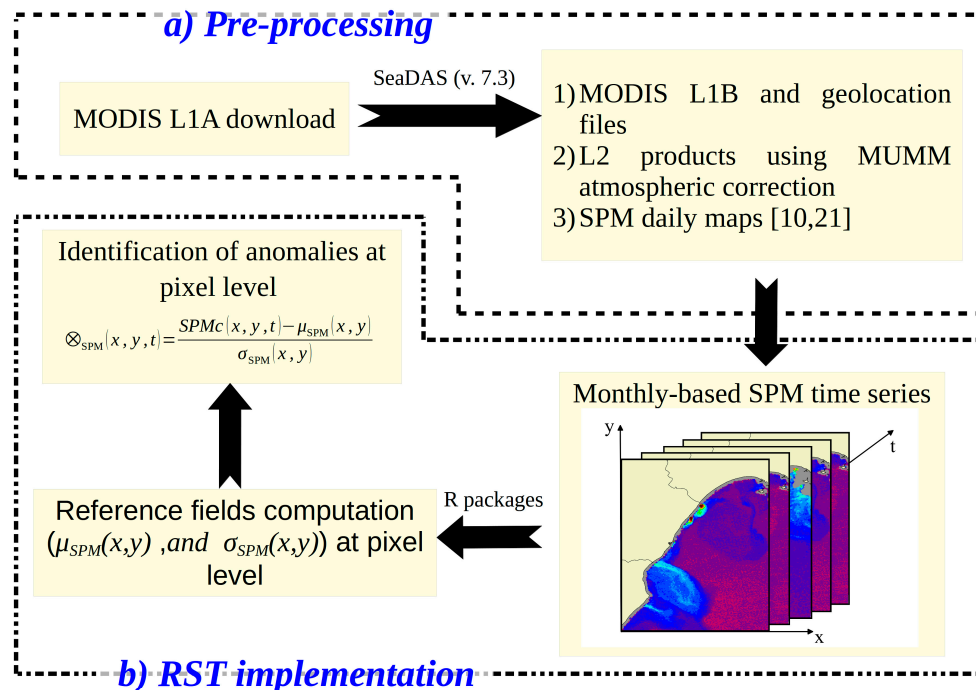 a) Pre-processing
MODIS L1A download
SeaDAS (v. 7.3)
1) MODIS L1B and geolocation
files
2) L2 products using MUMM
atmospheric correction
3) SPM daily maps [10,21]
Monthly-based SPM time series
y
t
x
R packages
Reference fields computation
(μSPM(x,y) ,and σSPM(x,y)) at pixel
level
Identification of anomalies at
pixel level
⊗SPM(x,y,t)=
SPMc(x,y,t)−μSPM(x,y)
σSPM(x,y)
b) RST implementation